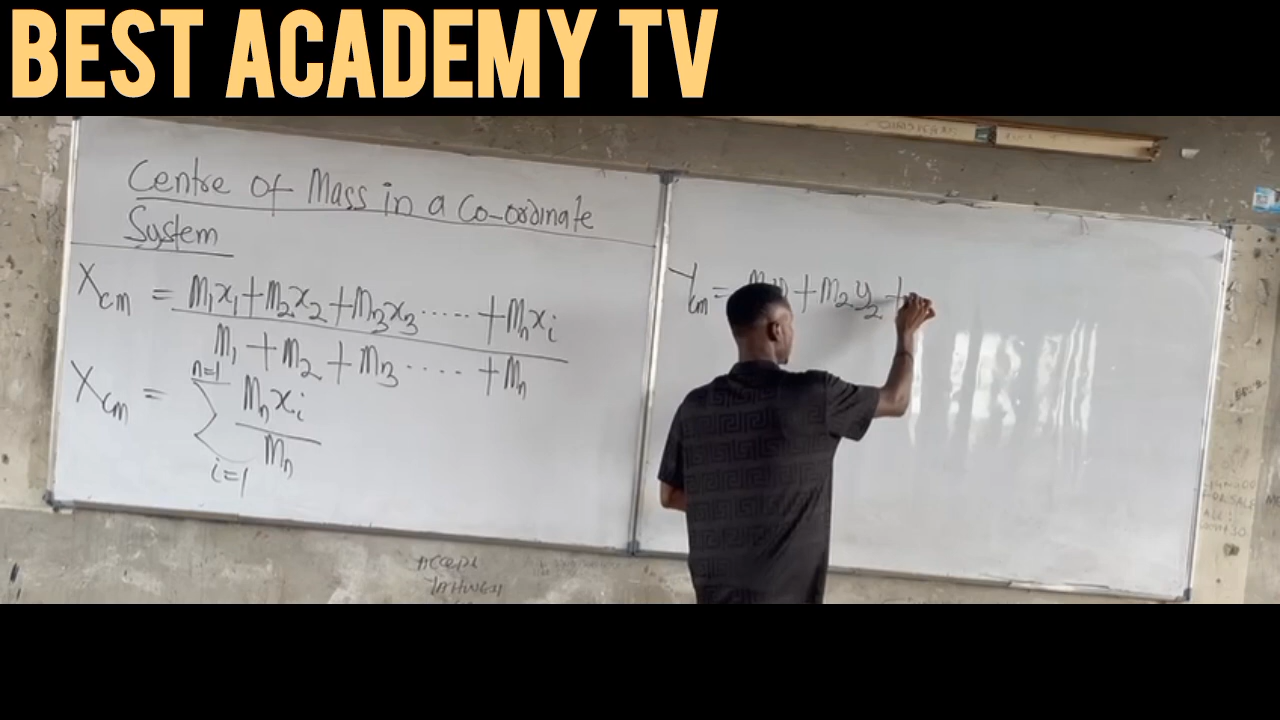 BEST ACADEMY TV
Centre of Mass in a Co-ordinate
System
Xcm = m₁x₁+m₂x₂+m₃x₃.....+mₙxᵢ
m₁+m₂+m₃....+mₙ
n=1
Xcm = Σ mₙxᵢ
mₙ
i=1
Ycm = + m₂y₂ +
Accept